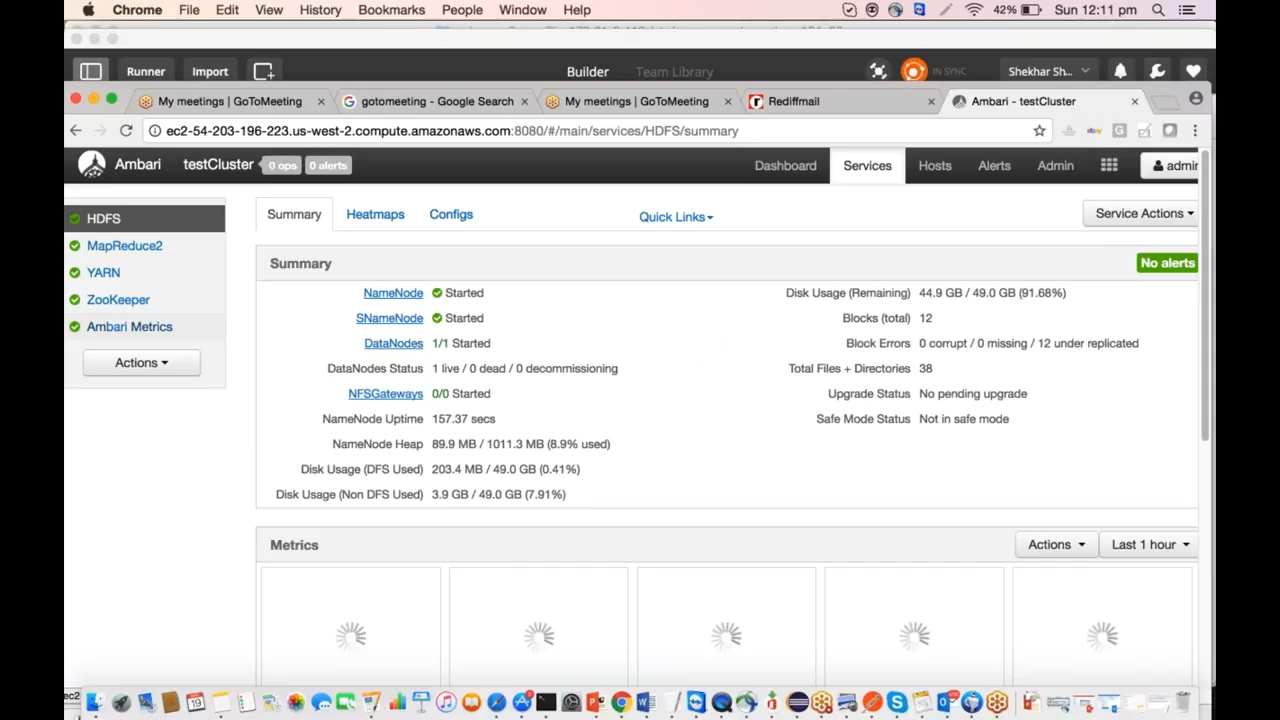 Chrome File Edit View History Bookmarks People Window Help 42% Sun 12:11 pm
Runner Import Builder Team Library IN SYNC Shekhar Sh...
My meetings | GoToMeeting gotomeeting - Google Search My meetings | GoToMeeting Rediffmail Ambari - testCluster
ec2-54-203-196-223.us-west-2.compute.amazonaws.com:8080/#/main/services/HDFS/summary
Ambari testCluster 0 ops 0 alerts Dashboard Services Hosts Alerts Admin admin
HDFS
MapReduce2
YARN
ZooKeeper
Ambari Metrics
Actions
Summary Heatmaps Configs Quick Links Service Actions
Summary No alerts
NameNode Started
SNameNode Started
DataNodes 1/1 Started
DataNodes Status 1 live / 0 dead / 0 decommissioning
NFSGateways 0/0 Started
NameNode Uptime 157.37 secs
NameNode Heap 89.9 MB / 1011.3 MB (8.9% used)
Disk Usage (DFS Used) 203.4 MB / 49.0 GB (0.41%)
Disk Usage (Non DFS Used) 3.9 GB / 49.0 GB (7.91%)
Disk Usage (Remaining) 44.9 GB / 49.0 GB (91.68%)
Blocks (total) 12
Block Errors 0 corrupt / 0 missing / 12 under replicated
Total Files + Directories 38
Upgrade Status No pending upgrade
Safe Mode Status Not in safe mode
Metrics Actions Last 1 hour
ec2